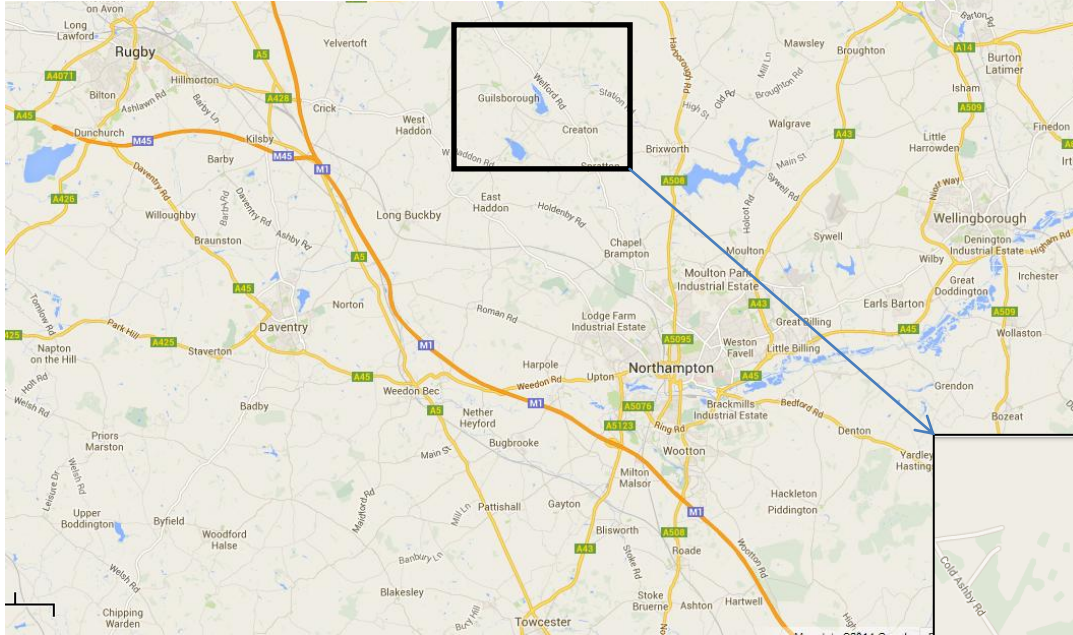 on Avon
Long
Lawford
Rugby
A5
Yelvertoft
Mawsley
Broughton
Barton
A14
Burton
Latimer
A4071
Hillmorton
A428
Bilton
Ashlawn Rd
Barby Ln
Crick
Guilsborough
Welford Rd
Station
Harborough
High St
Old Rd
Mill Ln
Broughton Rd
Isham
A509
A45
Dunchurch
M45
Kilsby
West
Haddon
Creaton
Walgrave
A43
Little
Harrowden
Finedon
Barby
M45
M1
Spratton
Brixworth
Main St
A426
Daventry Rd
A508
Sywell Rd
Niort Way
Willoughby
Daventry Rd
Ashby Rd
Long Buckby
East
Haddon
Holdenby Rd
Holcot Rd
Wellingborough
Braunston
A5
Chapel
Brampton
Moulton
Sywell
Denington
Industrial Estate
Higham Rd
Wilby
A45
Norton
Moulton Park
Industrial Estate
Great
Doddington
Irchester
Tomlow Rd
Roman Rd
Lodge Farm
Industrial Estate
A43
Earls Barton
A509
Daventry
Great Billing
A425
Park Hill
A425
Staverton
M1
A5095
Weston
Favell
Little Billing
A45
Wollaston
Napton
on the Hill
Harpole
Northampton
Holt Rd
Welsh Rd
A45
Weedon Bec
Weedon Rd
Upton
A45
Grendon
Badby
A5
Nether
Heyford
M1
A5076
Brackmills
Industrial Estate
Bedford Rd
Bozeat
Priors
Marston
Bugbrooke
A5123
Ring Rd
Denton
Main St
Wootton
Yardley
Welsh Rd
Leisure Dr
Milton
Malsor
Maidford Rd
Mill Ln
Pattishall
Gayton
M1
Hackleton
Piddington
Upper
Boddington
Byfield
Woodford
Halse
Blisworth
A508
A43
Roade
Wootton Rd
Banbury Ln
Stoke Rd
Cold Ashby Rd
Welsh Rd
Blakesley
Stoke
Bruerne
Ashton
Hartwell
Chipping
Warden
Towcester